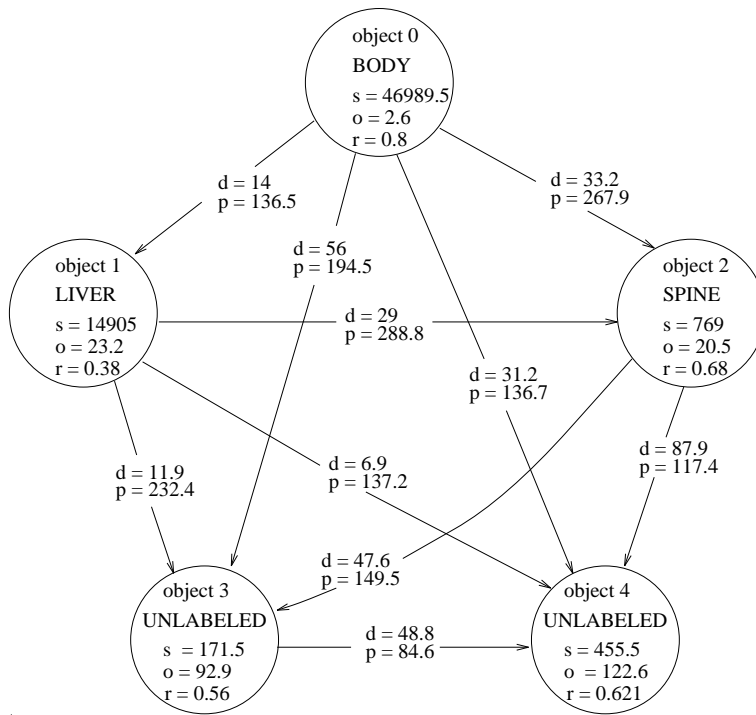 object 0
BODY
s = 46989.5
o = 2.6
r = 0.8
d = 14
p = 136.5
d = 33.2
p = 267.9
d = 56
p = 194.5
object 1
LIVER
s = 14905
o = 23.2
r = 0.38
object 2
SPINE
s = 769
o = 20.5
r = 0.68
d = 29
p = 288.8
d = 31.2
p = 136.7
d = 87.9
p = 117.4
d = 11.9
p = 232.4
d = 6.9
p = 137.2
d = 47.6
p = 149.5
object 3
UNLABELED
s = 171.5
o = 92.9
r = 0.56
d = 48.8
p = 84.6
object 4
UNLABELED
s = 455.5
o = 122.6
r = 0.621